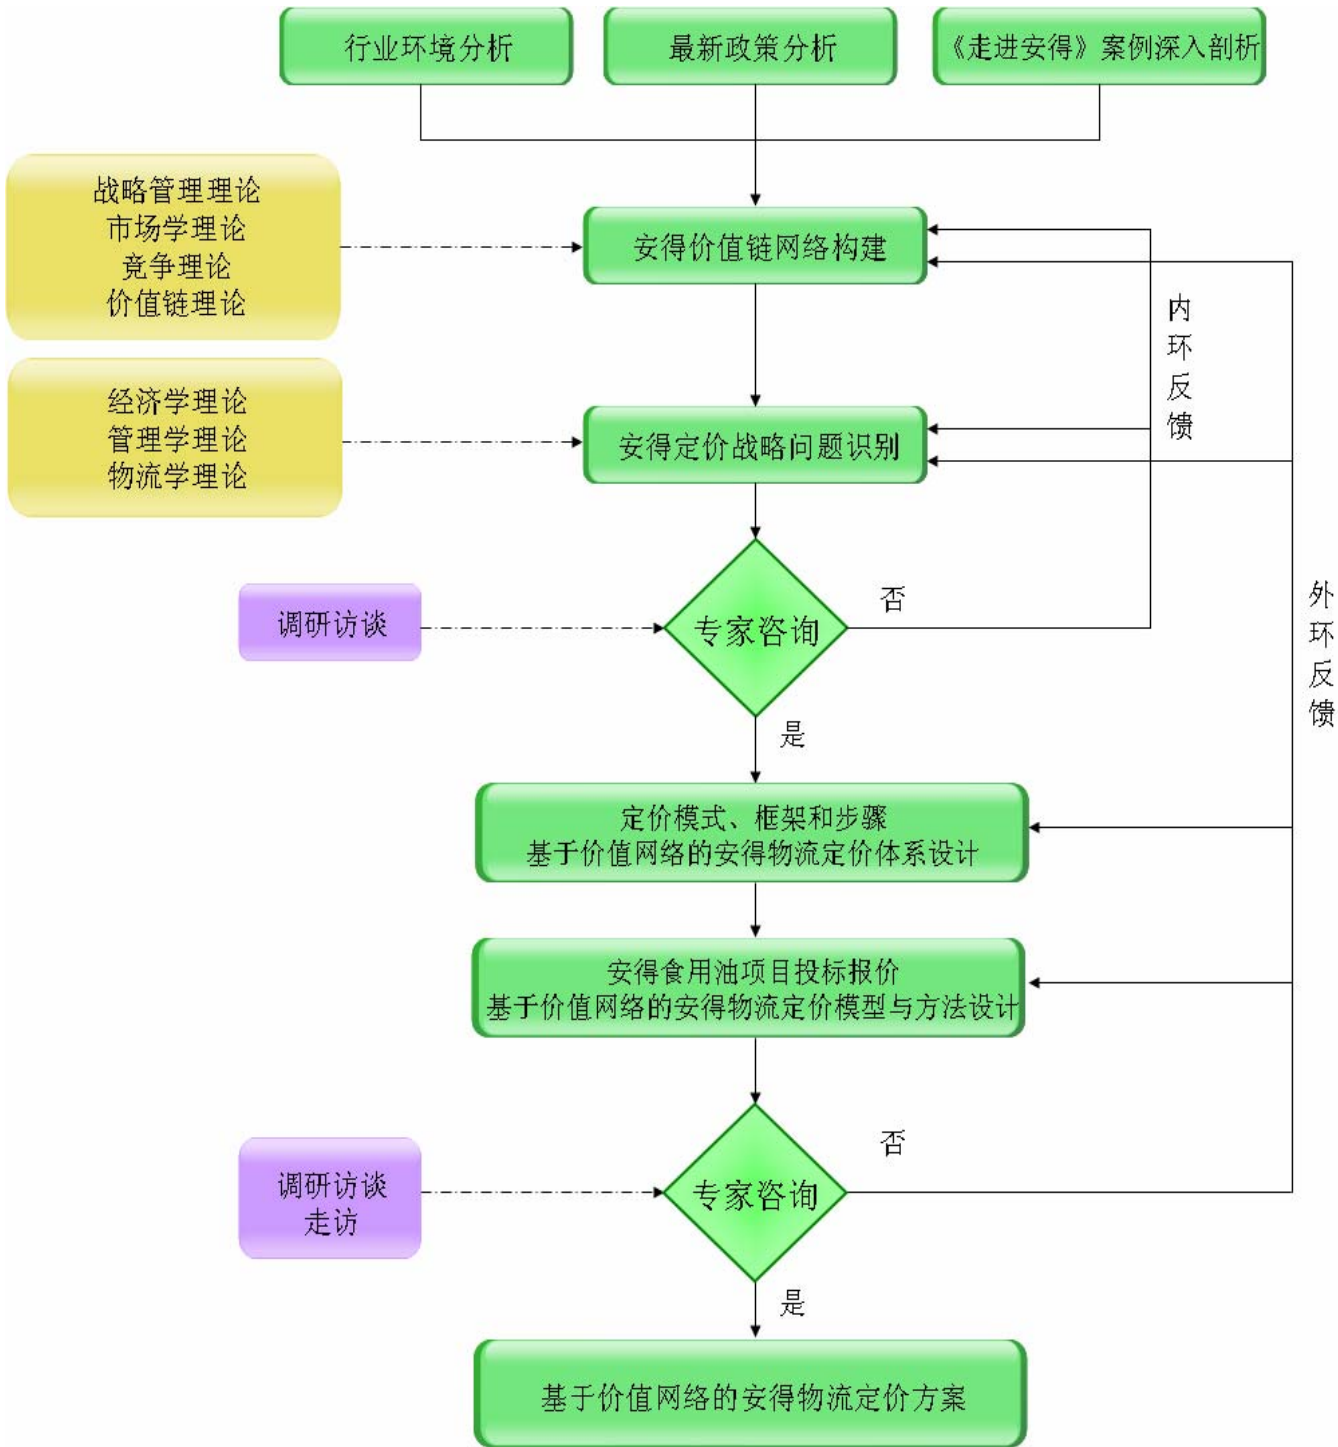 行业环境分析
最新政策分析
《走进安得》案例深入剖析
战略管理理论
市场学理论
竞争理论
价值链理论
安得价值链网络构建
内环反馈
经济学理论
管理学理论
物流学理论
安得定价战略问题识别
调研访谈
专家咨询
否
外环反馈
是
定价模式、框架和步骤
基于价值网络的安得物流定价体系设计
安得食用油项目投标报价
基于价值网络的安得物流定价模型与方法设计
调研访谈
走访
专家咨询
否
是
基于价值网络的安得物流定价方案